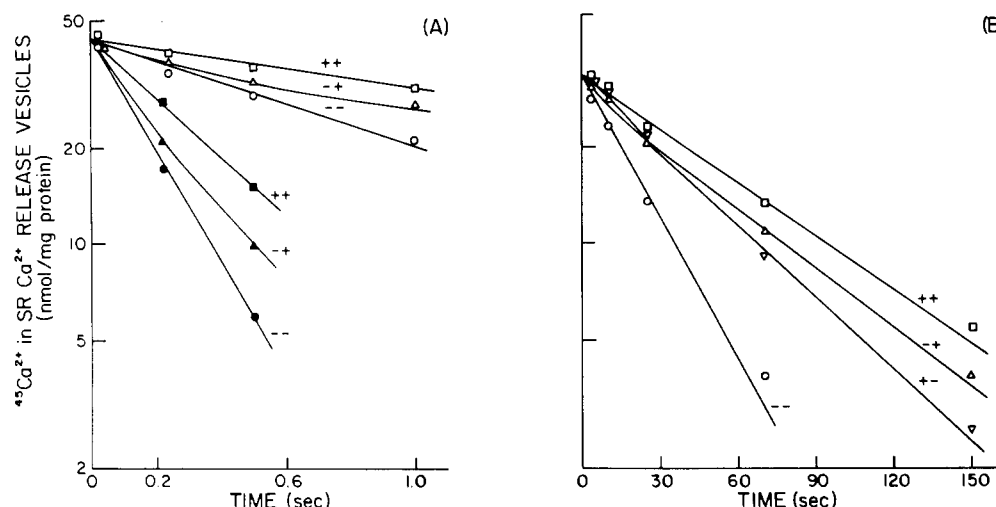 (A)
⁴⁵Ca²⁺ in SR Ca²⁺ RELEASE VESICLES
(nmol/mg protein)
50
20
10
5
2
++
-+
--
++
-+
--
0 0.2 0.6 1.0
TIME (sec)
(B
++
-+
+-
--
0 30 60 90 120 150
TIME (sec)